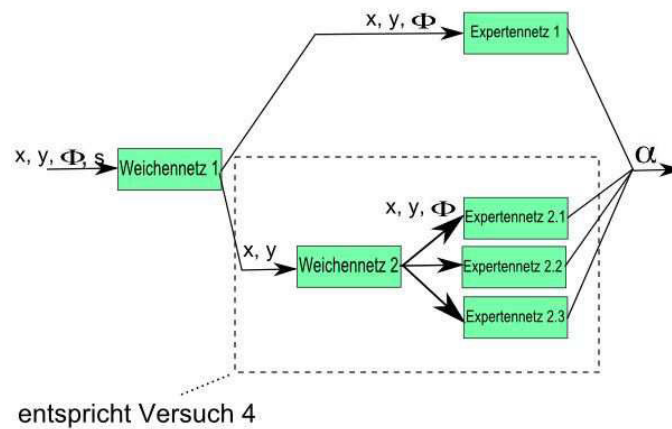 x, y, Φ
Expertennetz 1
x, y, Φ, s
Weichennetz 1
α
x, y, Φ
Expertennetz 2.1
x, y
Weichennetz 2
Expertennetz 2.2
Expertennetz 2.3
entspricht Versuch 4